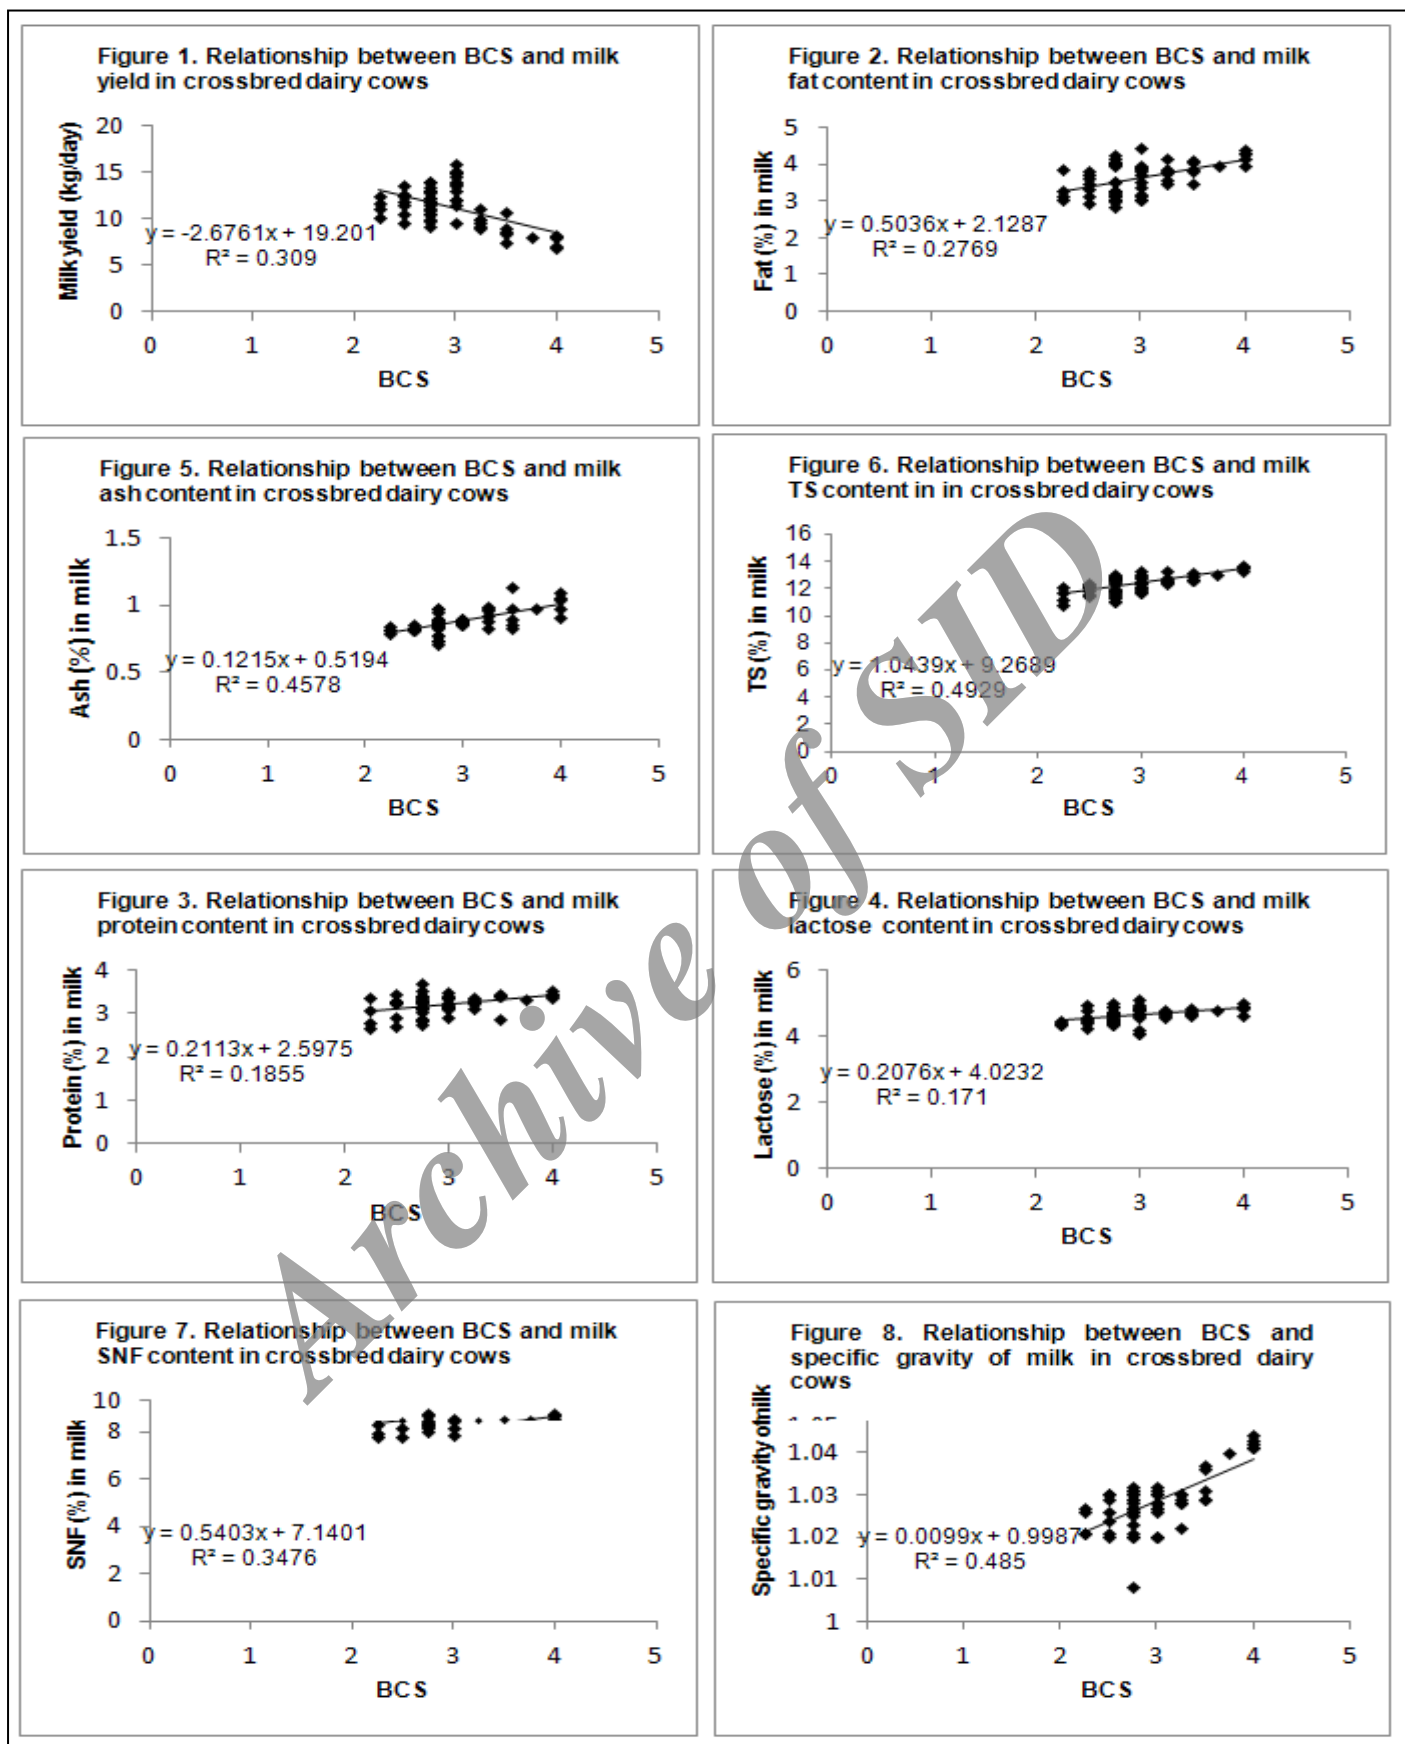 Figure 1. Relationship between BCS and milk
yield in crossbred dairy cows
Milk yield (kg/day)
20
15
10
5
0
y = -2.6761x + 19.201
R² = 0.309
0 1 2 3 4 5
BCS
Figure 2. Relationship between BCS and milk
fat content in crossbred dairy cows
Fat (%) in milk
5
4
3
2
1
0
y = 0.5036x + 2.1287
R² = 0.2769
0 1 2 3 4 5
BCS
Figure 5. Relationship between BCS and milk
ash content in crossbred dairy cows
Ash (%) in milk
1.5
1
0.5
0
y = 0.1215x + 0.5194
R² = 0.4578
0 1 2 3 4 5
BCS
Figure 6. Relationship between BCS and milk
TS content in in crossbred dairy cows
TS (%) in milk
16
14
12
10
8
6
4
2
0
y = 1.0439x + 9.2689
R² = 0.4929
0 1 2 3 4 5
BCS
Figure 3. Relationship between BCS and milk
protein content in crossbred dairy cows
Protein (%) in milk
4
3
2
1
0
y = 0.2113x + 2.5975
R² = 0.1855
0 1 2 3 4 5
BCS
Figure 4. Relationship between BCS and milk
lactose content in crossbred dairy cows
Lactose (%) in milk
6
4
2
0
y = 0.2076x + 4.0232
R² = 0.171
0 1 2 3 4 5
BCS
Figure 7. Relationship between BCS and milk
SNF content in crossbred dairy cows
SNF (%) in milk
10
8
6
4
2
0
y = 0.5403x + 7.1401
R² = 0.3476
0 1 2 3 4 5
BCS
Figure 8. Relationship between BCS and
specific gravity of milk in crossbred dairy
cows
Specific gravity of milk
1.04
1.03
1.02
1.01
1
y = 0.0099x + 0.9987
R² = 0.485
0 1 2 3 4 5
BCS
Archive of SID